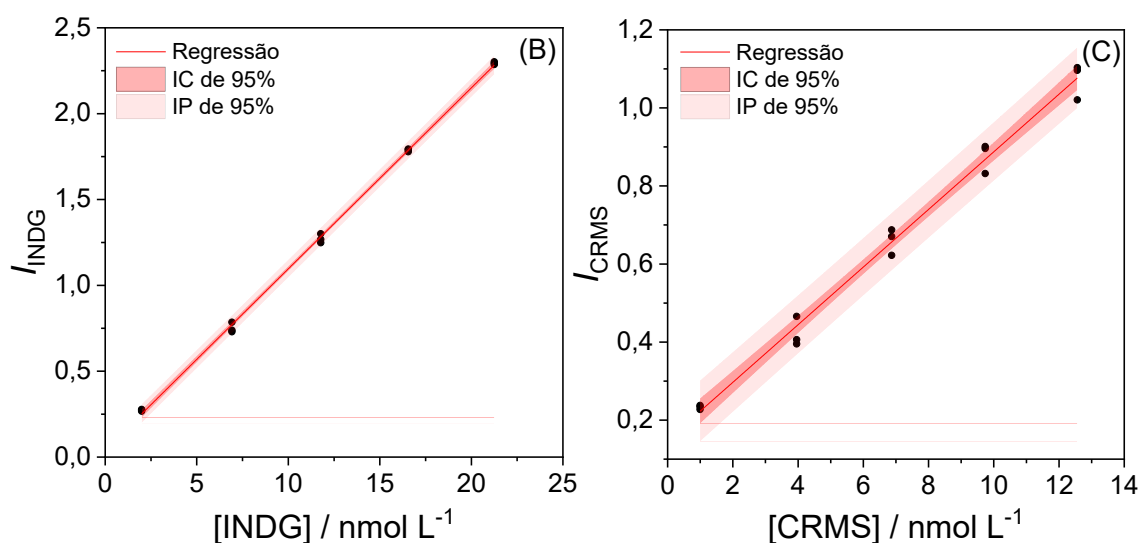 2,5
2,0
1,5
1,0
0,5
0,0
0
5
10
15
20
25
I_INDG
[INDG] / nmol L⁻¹
Regressão
IC de 95%
IP de 95%
(B)
1,2
1,0
0,8
0,6
0,4
0,2
0
2
4
6
8
10
12
14
I_CRMS
[CRMS] / nmol L⁻¹
Regressão
IC de 95%
IP de 95%
(C)